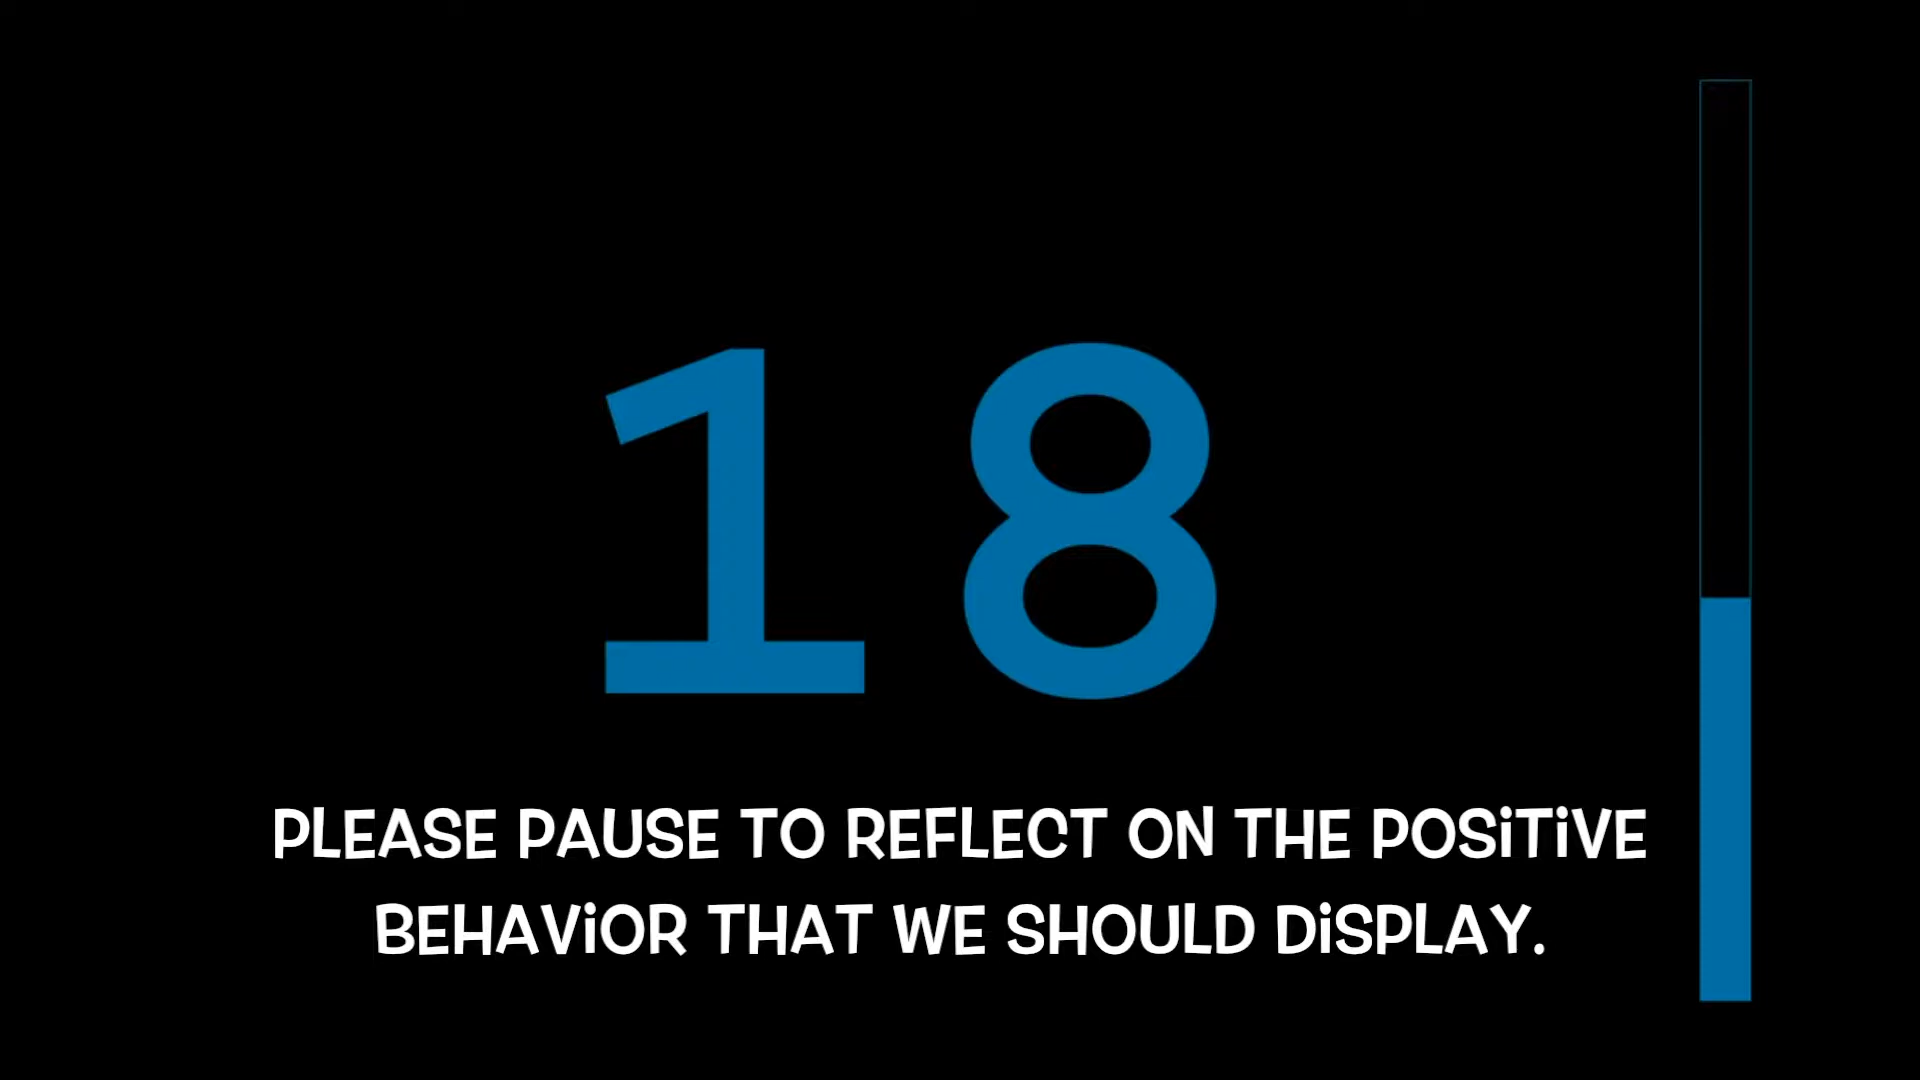 18
PLEASE PAUSE TO REFLECT ON THE POSiTiVE
BEHAViOR THAT WE SHOULD DiSPLAY.